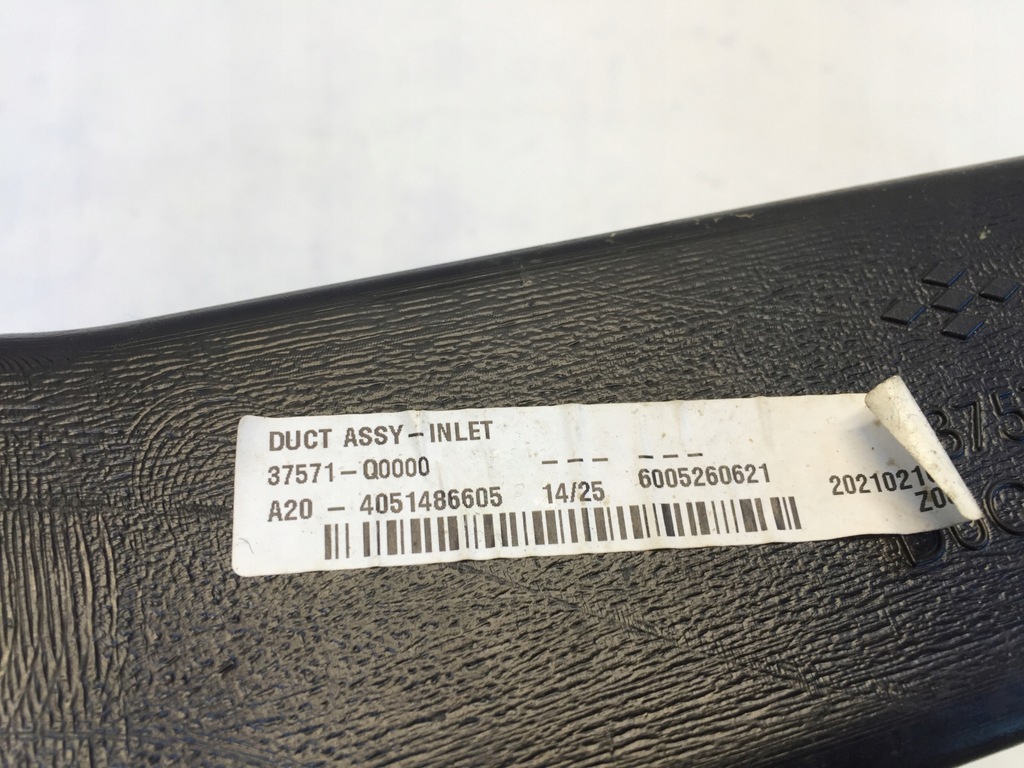 DUCT ASSY-INLET
37571-Q0000 --- ---
A20 - 4051486605 14/25 6005260621